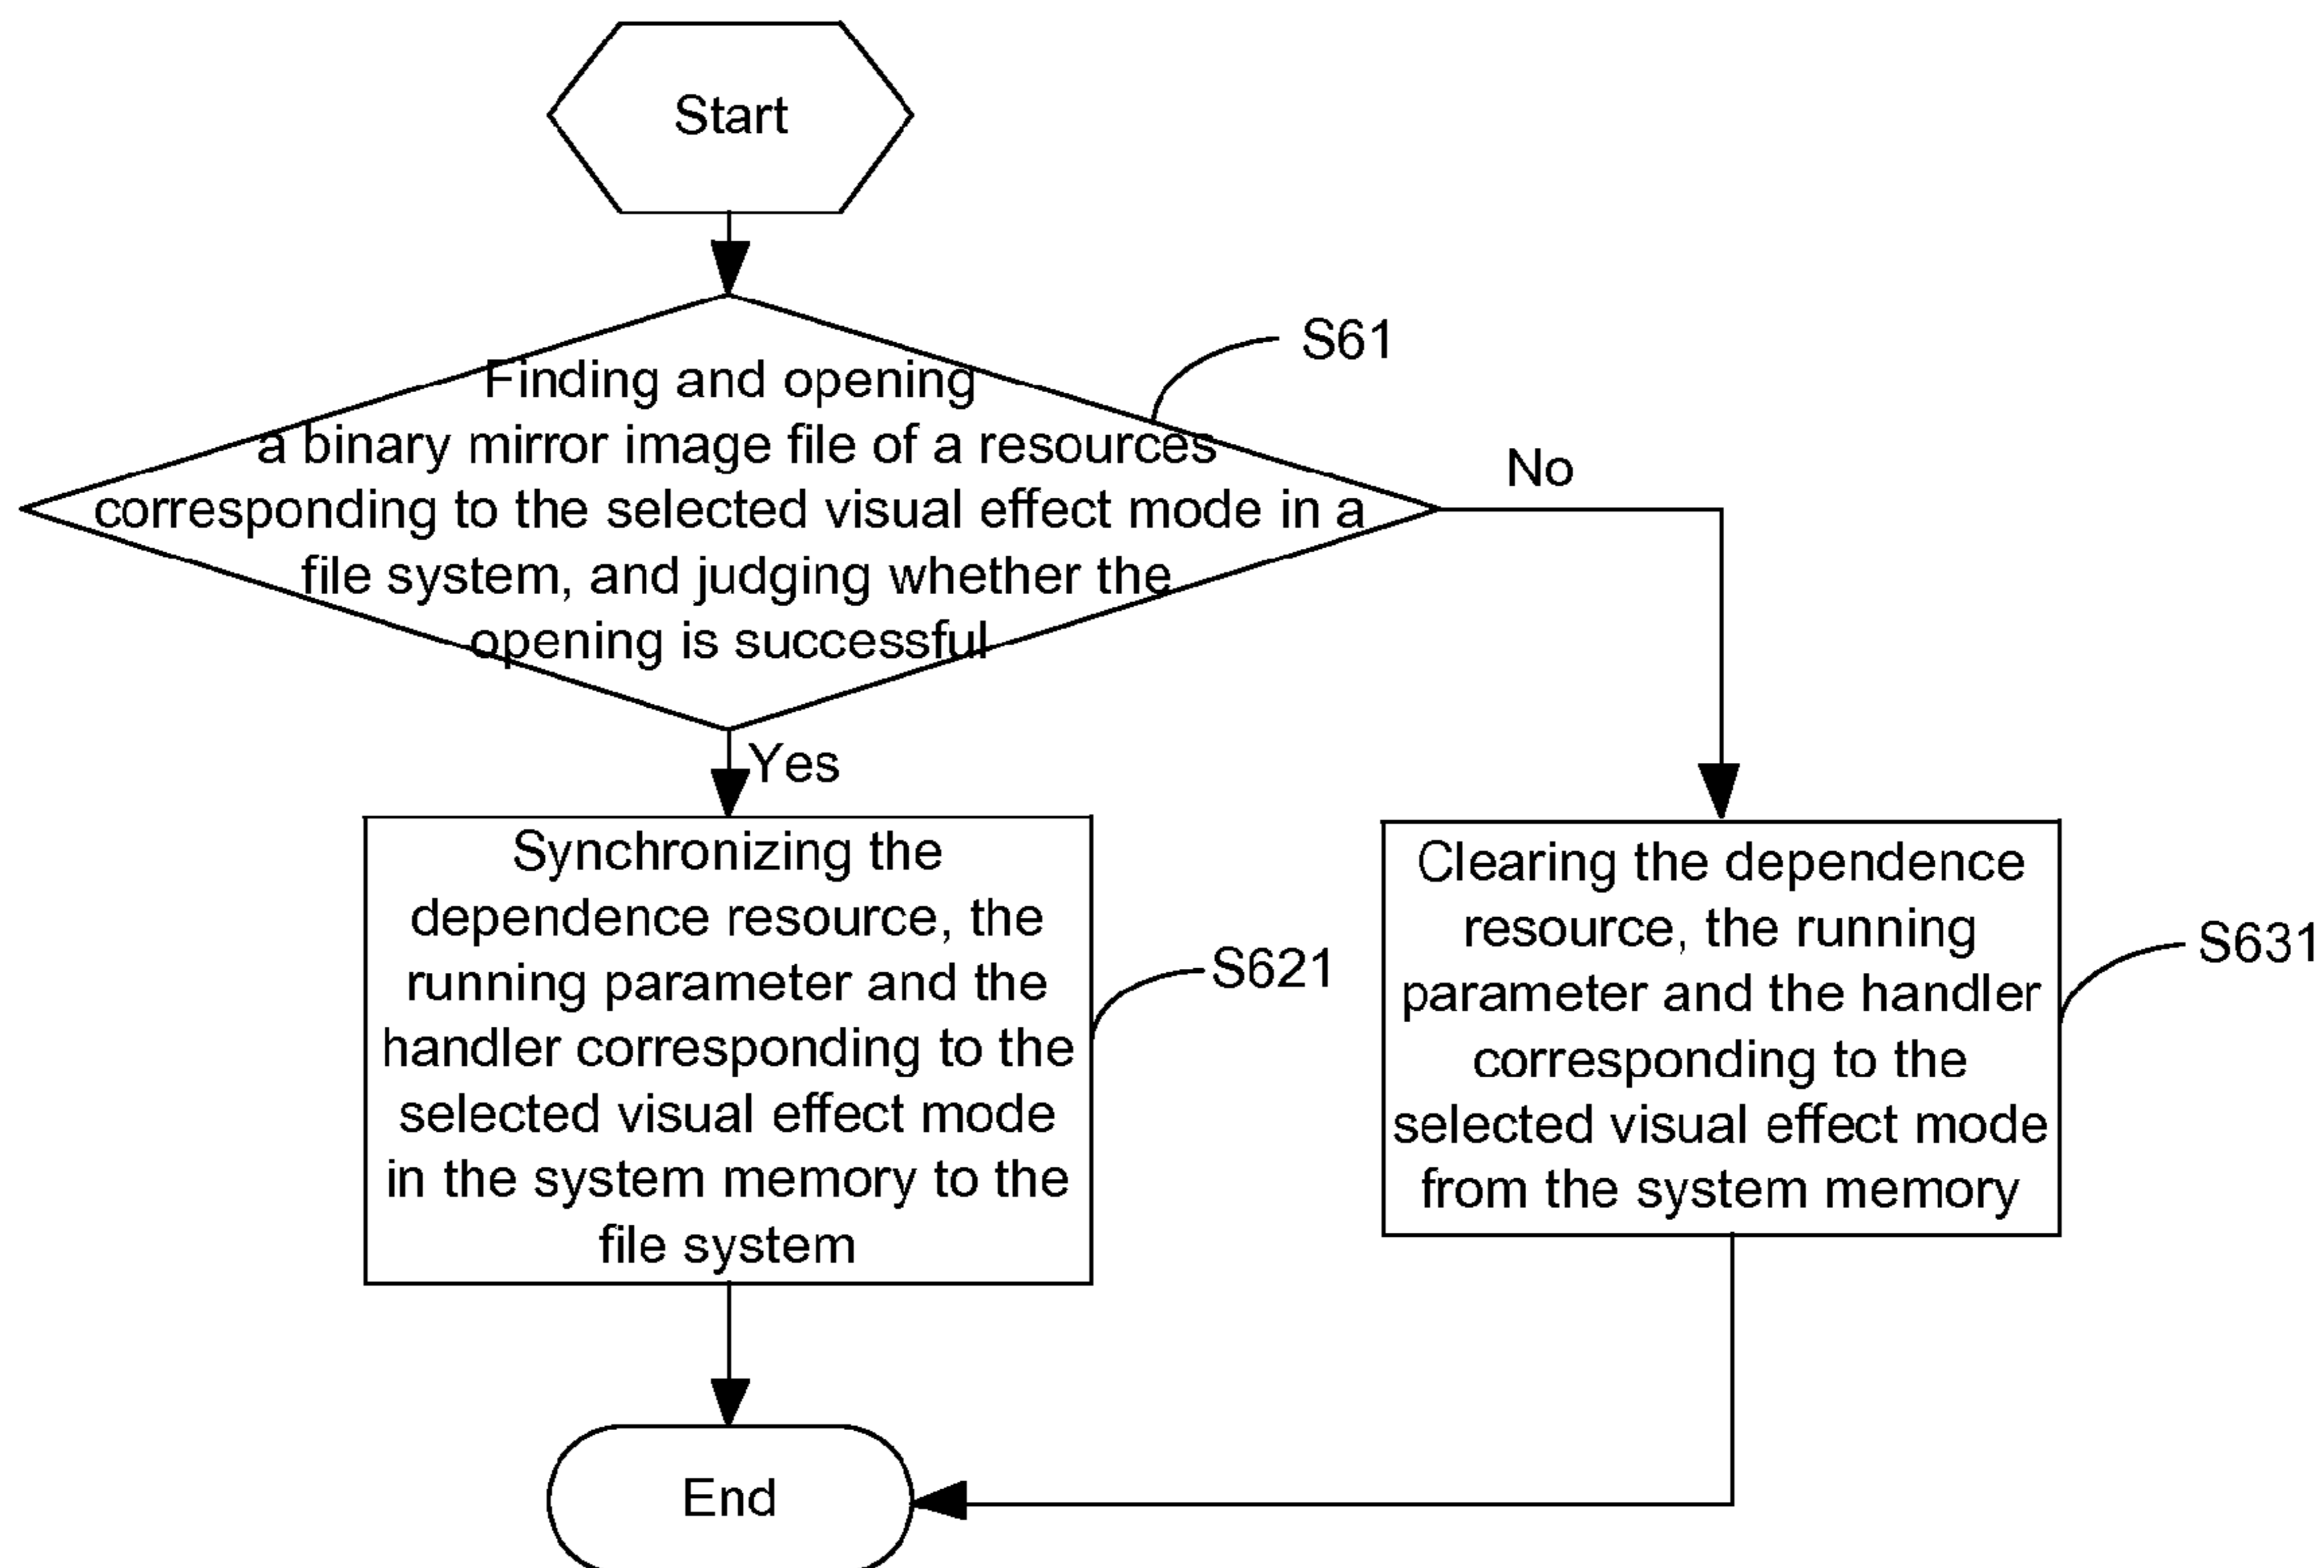 Start
S61
Finding and opening
a binary mirror image file of a resources
corresponding to the selected visual effect mode in a
file system, and judging whether the
opening is successful
No
Yes
Synchronizing the
dependence resource, the
running parameter and the
handler corresponding to the
selected visual effect mode
in the system memory to the
file system
S621
Clearing the dependence
resource, the running
parameter and the handler
corresponding to the
selected visual effect mode
from the system memory
S631
End